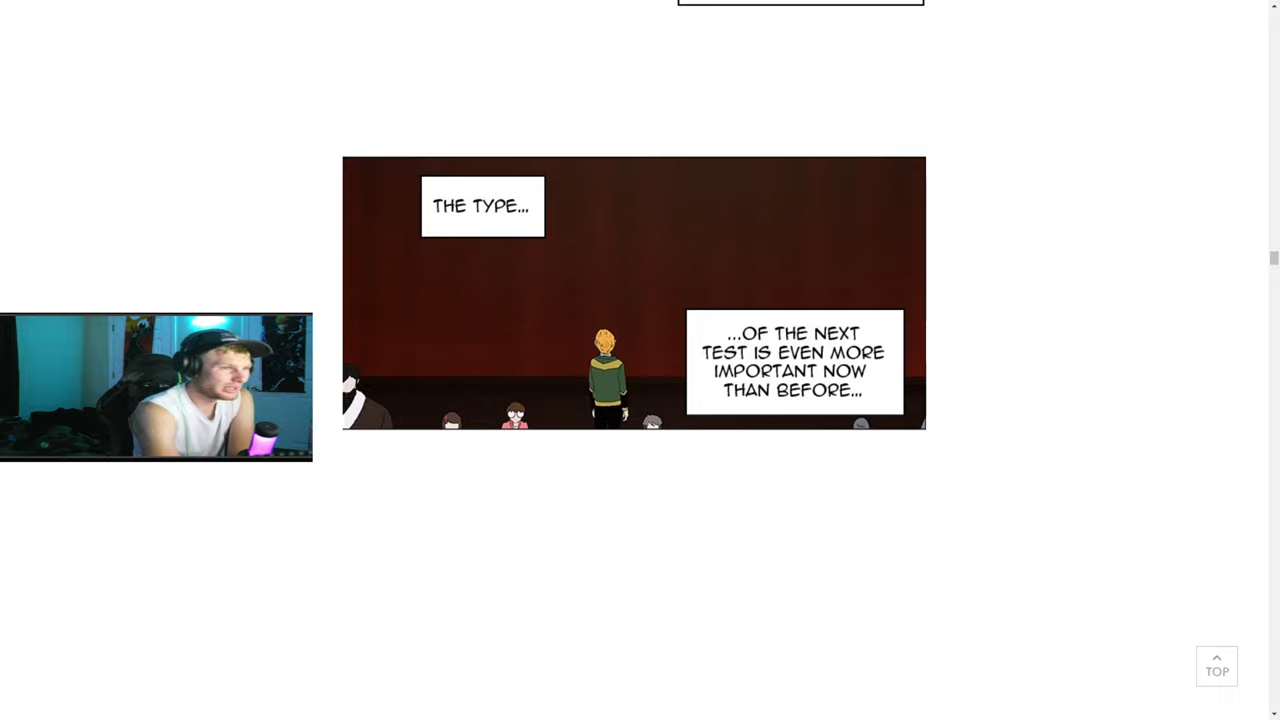 THE TYPE...
...OF THE NEXT
TEST IS EVEN MORE
IMPORTANT NOW
THAN BEFORE...
TOP